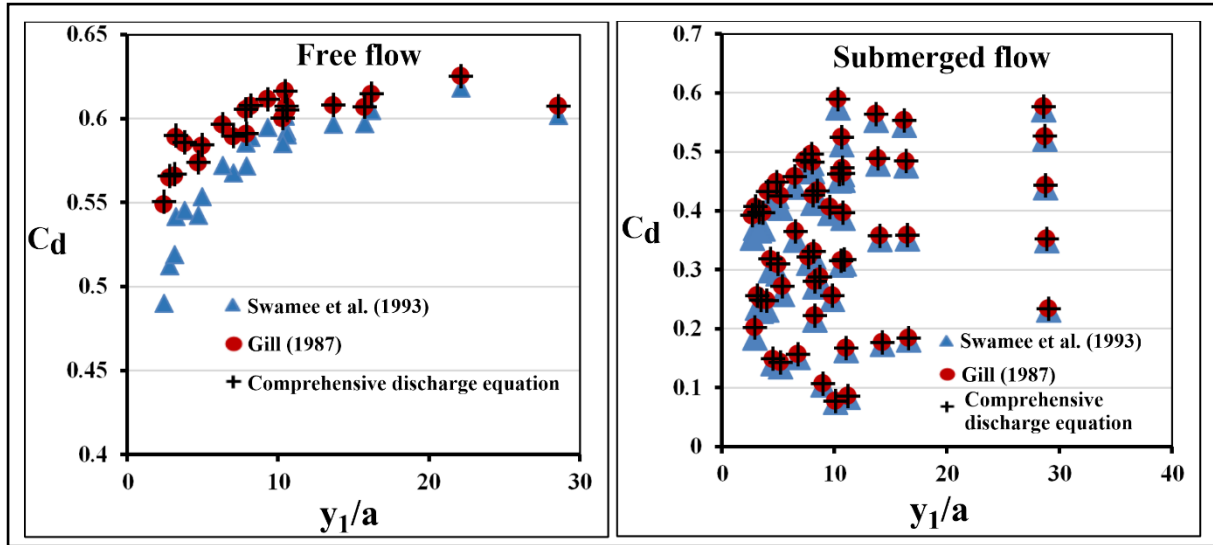 Free flow
0.65
0.6
0.55
0.5
0.45
0.4
Cd
Swamee et al. (1993)
Gill (1987)
Comprehensive discharge equation
0 10 20 30
y1/a
Submerged flow
0.7
0.6
0.5
0.4
0.3
0.2
0.1
0
Cd
Swamee et al. (1993)
Gill (1987)
Comprehensive
discharge equation
0 10 20 30 40
y1/a